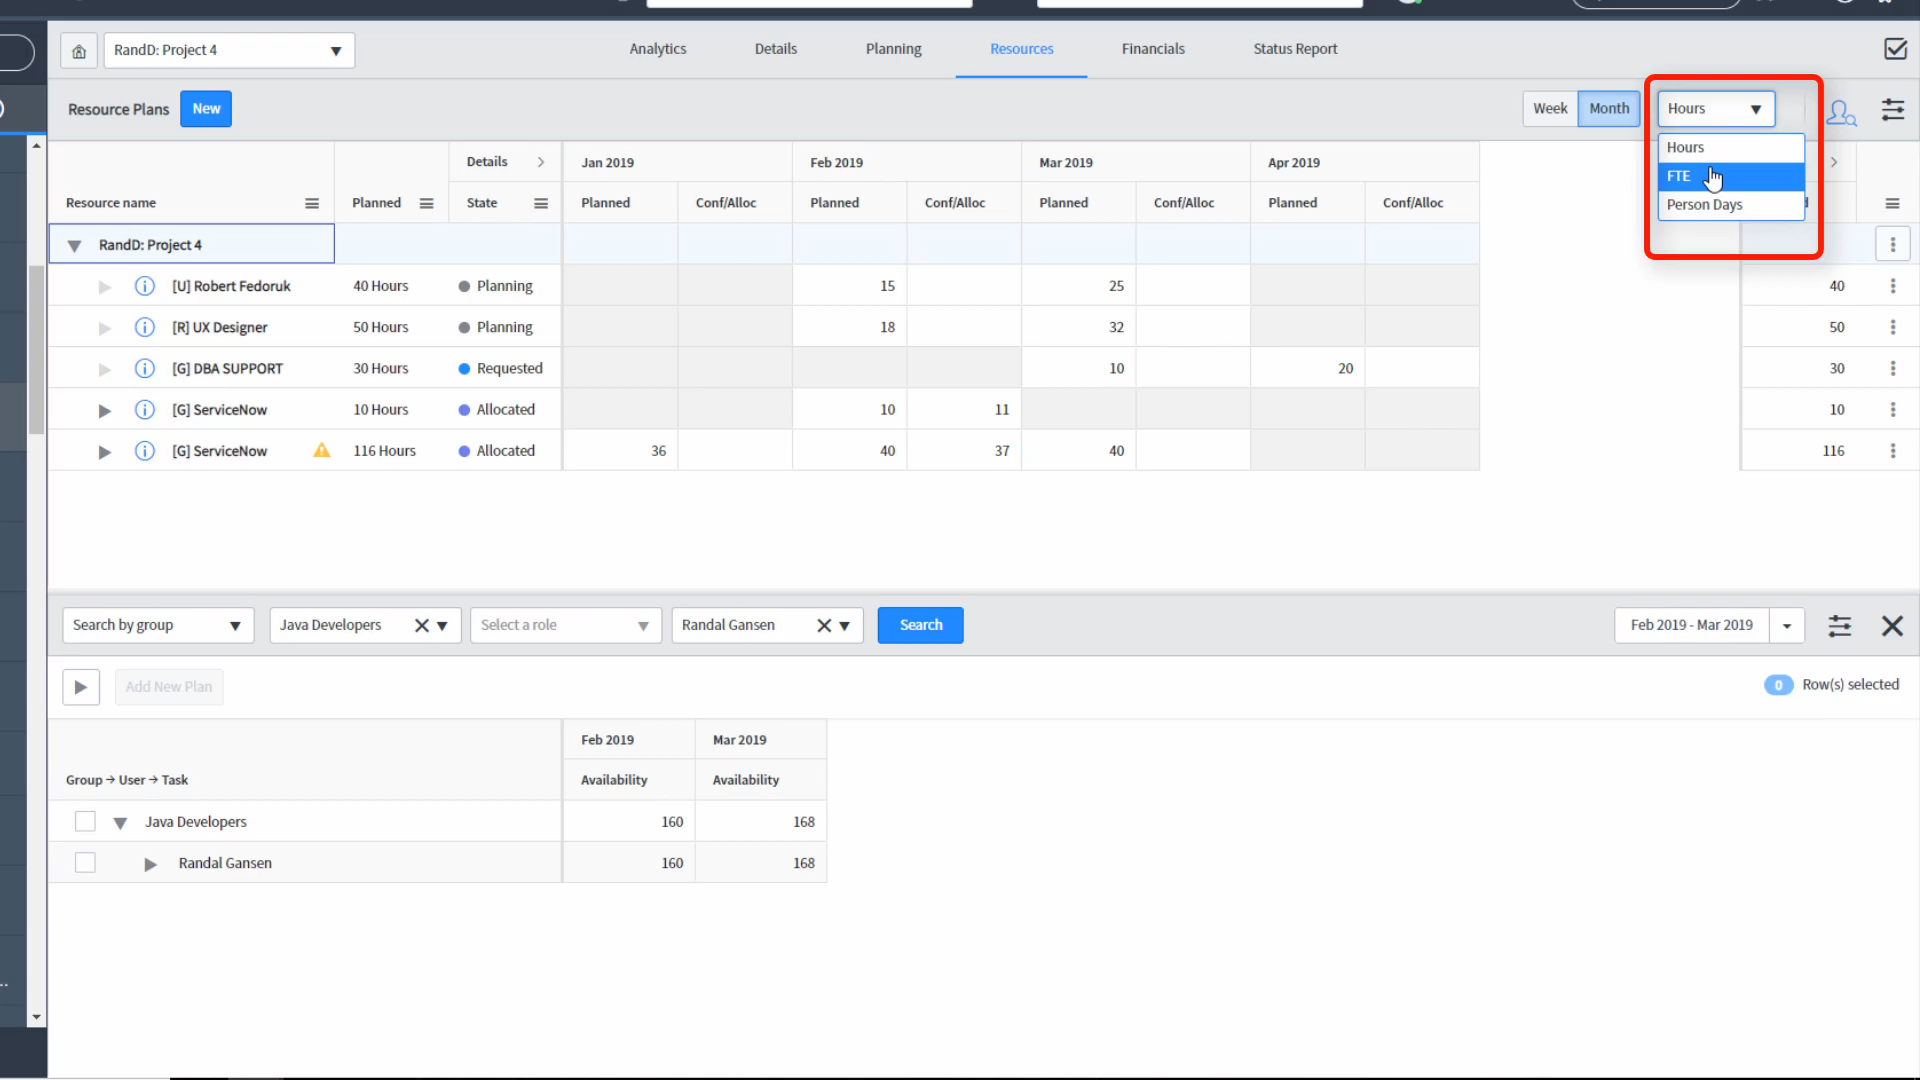 RandD: Project 4
Analytics Details Planning Resources Financials Status Report
Resource Plans New
Week Month Hours
Hours
FTE
Person Days
Details Jan 2019 Feb 2019 Mar 2019 Apr 2019
Resource name Planned State Planned Conf/Alloc Planned Conf/Alloc Planned Conf/Alloc Planned Conf/Alloc
RandD: Project 4
[U] Robert Fedoruk 40 Hours Planning 15 25 40
[R] UX Designer 50 Hours Planning 18 32 50
[G] DBA SUPPORT 30 Hours Requested 10 20 30
[G] ServiceNow 10 Hours Allocated 10 11 10
[G] ServiceNow 116 Hours Allocated 36 40 37 40 116
Search by group Java Developers Select a role Randal Gansen Search Feb 2019 - Mar 2019
Add New Plan 0 Row(s) selected
Feb 2019 Mar 2019
Group → User → Task Availability Availability
Java Developers 160 168
Randal Gansen 160 168